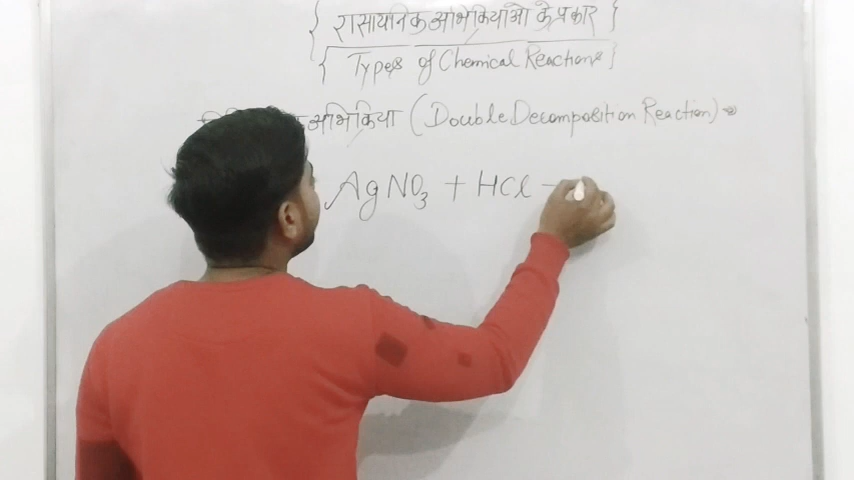 { रासायनिक अभिक्रियाओं के प्रकार }
{ Types of Chemical Reactions }
अभिक्रिया (Double Decomposition Reaction)
AgNO₃ + HCl